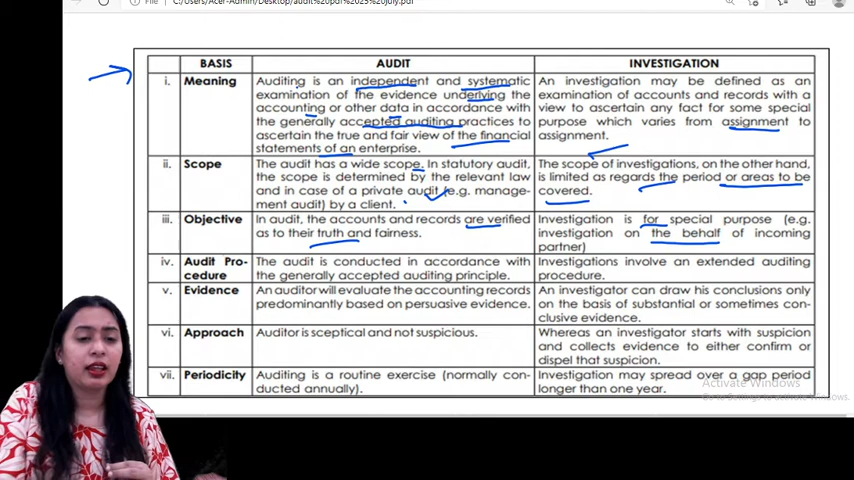 File | C:/Users/Acer-Admin/Desktop/audit%20pdf%2023%20july.pdf
BASIS AUDIT INVESTIGATION
i. Meaning Auditing is an independent and systematic An investigation may be defined as an
examination of the evidence underlying the examination of accounts and records with a
accounting or other data in accordance with view to ascertain any fact for some special
the generally accepted auditing practices to purpose which varies from assignment to
ascertain the true and fair view of the financial assignment.
statements of an enterprise.
ii. Scope The audit has a wide scope. In statutory audit, The scope of investigations, on the other hand,
the scope is determined by the relevant law is limited as regards the period or areas to be
and in case of a private audit (e.g. manage- covered.
ment audit) by a client.
iii. Objective In audit, the accounts and records are verified Investigation is for special purpose (e.g.
as to their truth and fairness. investigation on the behalf of incoming
partner)
iv. Audit Pro- The audit is conducted in accordance with Investigations involve an extended auditing
cedure the generally accepted auditing principle. procedure.
v. Evidence An auditor will evaluate the accounting records An investigator can draw his conclusions only
predominantly based on persuasive evidence. on the basis of substantial or sometimes con-
clusive evidence.
vi. Approach Auditor is sceptical and not suspicious. Whereas an investigator starts with suspicion
and collects evidence to either confirm or
dispel that suspicion.
vii. Periodicity Auditing is a routine exercise (normally con- Investigation may spread over a gap period
ducted annually). longer than one year.
Activate Windows
Go to Settings to activate Windows.